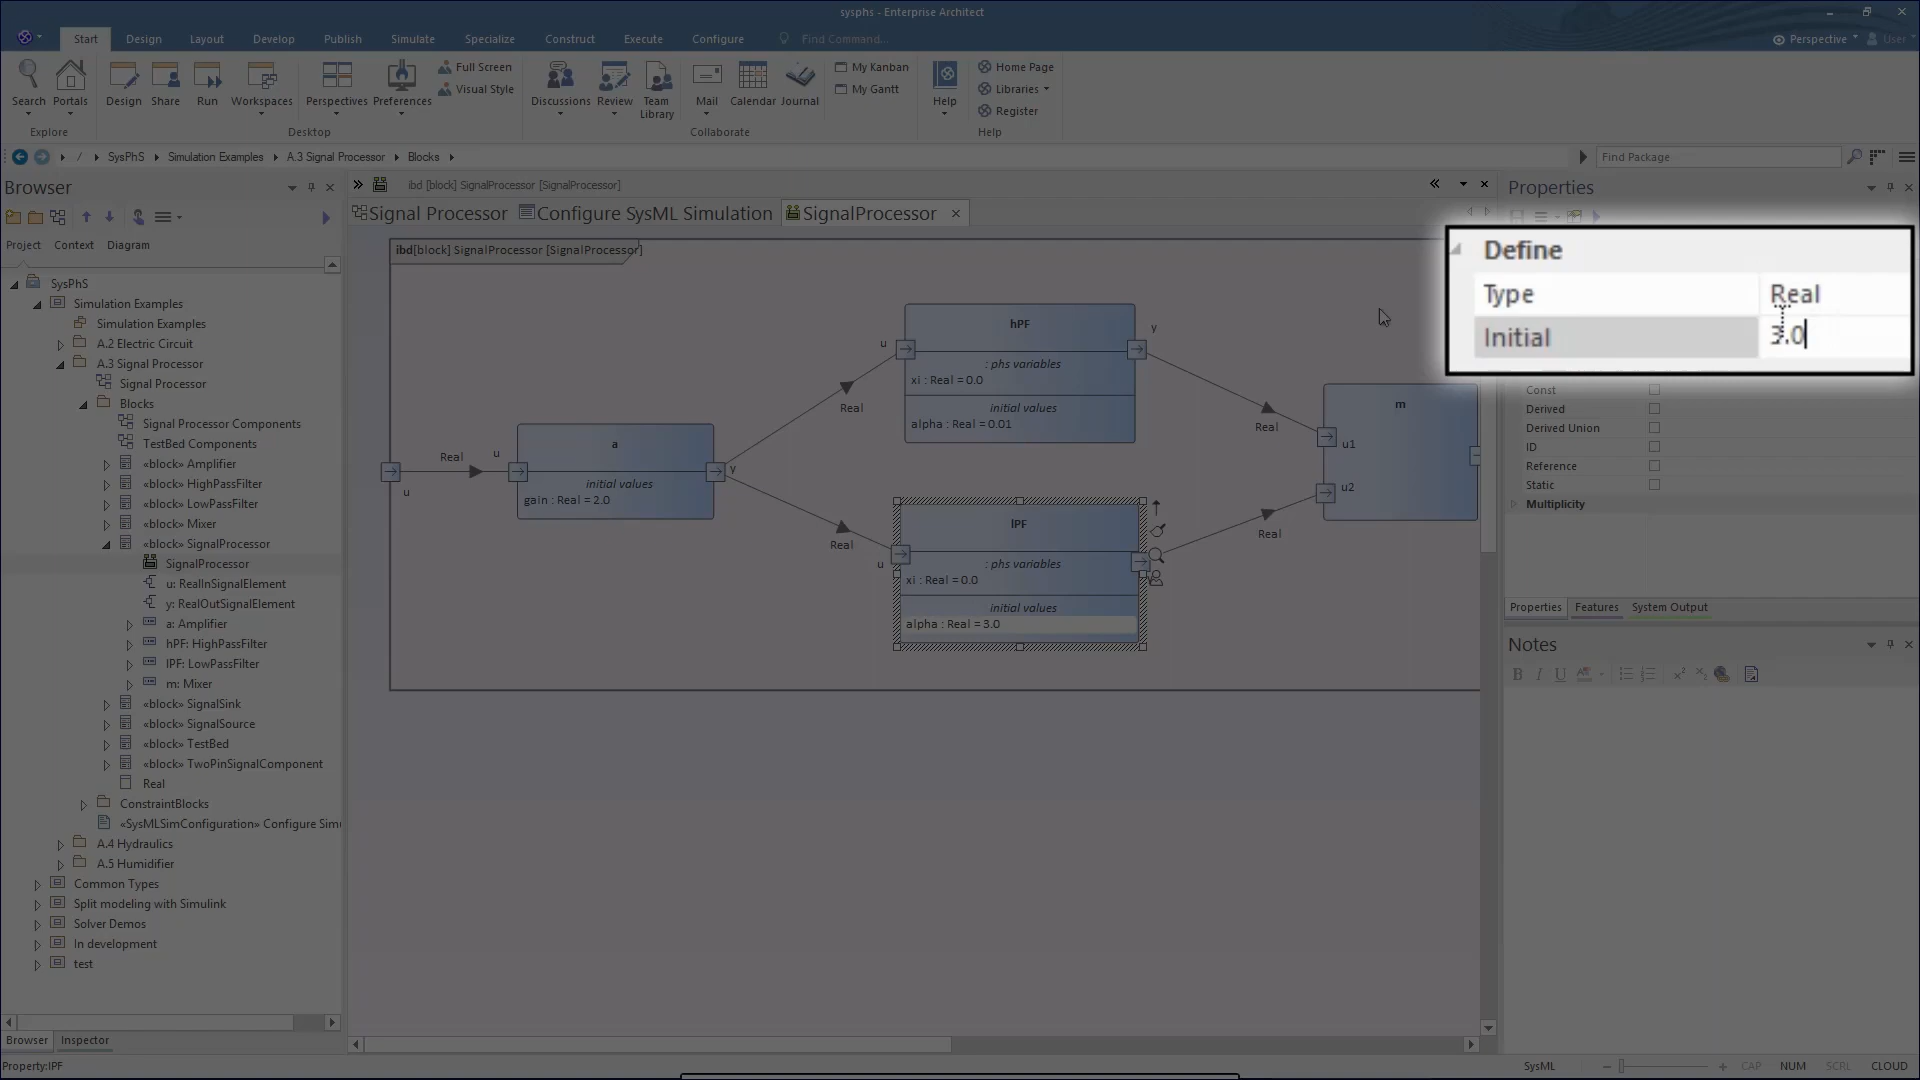 sysphs - Enterprise Architect
Start Design Layout Develop Publish Simulate Specialize Construct Execute Configure Find Command... Perspective User
Full Screen
Visual Style
My Kanban
My Gantt
Home Page
Libraries
Register
Search Portals Design Share Run Workspaces Perspectives Preferences Discussions Review Team Library Mail Calendar Journal Help
Explore Desktop Collaborate Help
/ SysPhS Simulation Examples A.3 Signal Processor Blocks Find Package
Browser
Project Context Diagram
SysPhS
Simulation Examples
Simulation Examples
A.2 Electric Circuit
A.3 Signal Processor
Signal Processor
Blocks
Signal Processor Components
TestBed Components
«block» Amplifier
«block» HighPassFilter
«block» LowPassFilter
«block» Mixer
«block» SignalProcessor
SignalProcessor
u: RealInSignalElement
y: RealOutSignalElement
a: Amplifier
hPF: HighPassFilter
lPF: LowPassFilter
m: Mixer
«block» SignalSink
«block» SignalSource
«block» TestBed
«block» TwoPinSignalComponent
Real
ConstraintBlocks
«SysMLSimConfiguration» Configure Sim
A.4 Hydraulics
A.5 Humidifier
Common Types
Split modeling with Simulink
Solver Demos
In development
test
Browser Inspector
Property:lPF
ibd [block] SignalProcessor [SignalProcessor]
Signal Processor Configure SysML Simulation SignalProcessor
ibd[block] SignalProcessor [SignalProcessor]
hPF
u
y
: phs variables
xi : Real = 0.0
initial values
alpha : Real = 0.01
Real
Real
m
u1
u2
Real
u
u
a
initial values
gain : Real = 2.0
y
Real
lPF
u
: phs variables
xi : Real = 0.0
initial values
alpha : Real = 3.0
Real
Properties
Define
Type Real
Initial 3.0
Const
Derived
Derived Union
ID
Reference
Static
Multiplicity
Properties Features System Output
Notes
B I U
SysML CAP NUM SCRL CLOUD